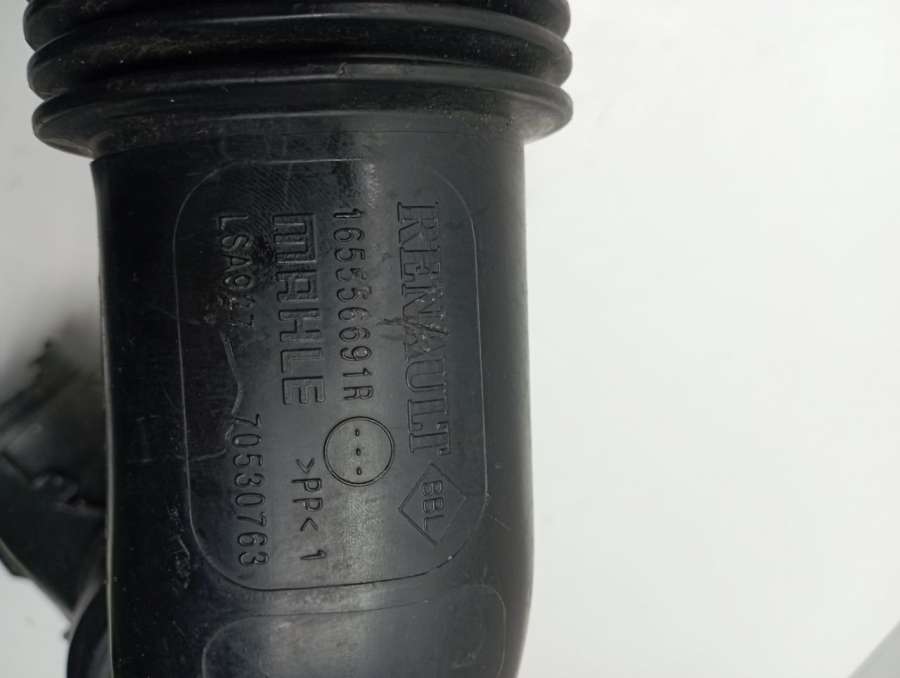 RENAULT BBL
165556691R
MAHLE >PP< 1
70530763